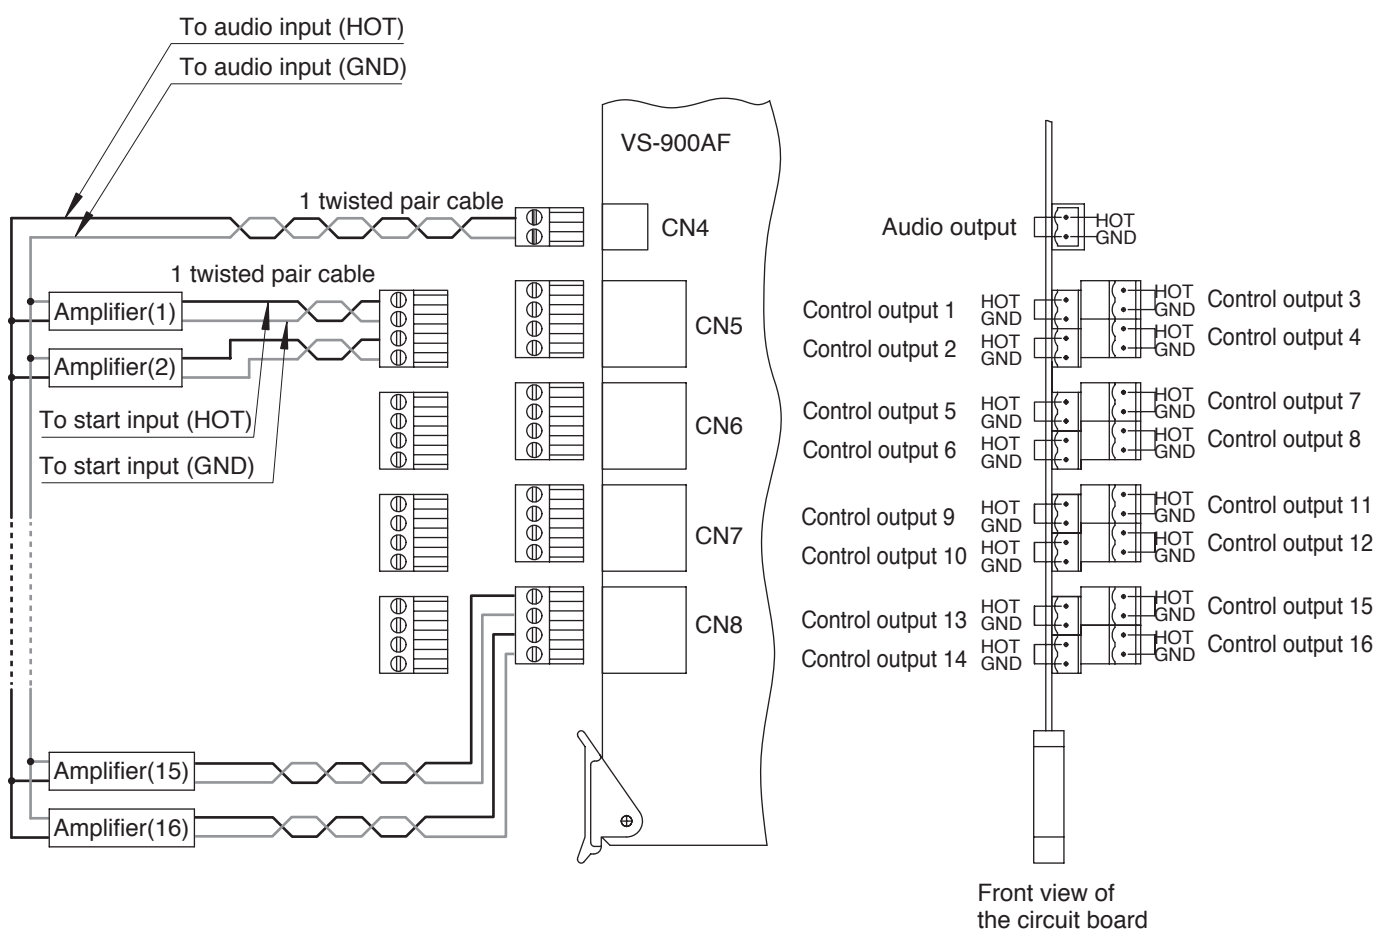 To audio input (HOT)
To audio input (GND)
VS-900AF
1 twisted pair cable
CN4
1 twisted pair cable
Amplifier(1)
CN5
Amplifier(2)
To start input (HOT)
CN6
To start input (GND)
CN7
CN8
Amplifier(15)
Amplifier(16)
Audio output
HOT
GND
Control output 1
HOT
GND
HOT
GND
Control output 3
Control output 2
HOT
GND
HOT
GND
Control output 4
Control output 5
HOT
GND
HOT
GND
Control output 7
Control output 6
HOT
GND
HOT
GND
Control output 8
Control output 9
HOT
GND
HOT
GND
Control output 11
Control output 10
HOT
GND
HOT
GND
Control output 12
Control output 13
HOT
GND
HOT
GND
Control output 15
Control output 14
HOT
GND
HOT
GND
Control output 16
Front view of
the circuit board